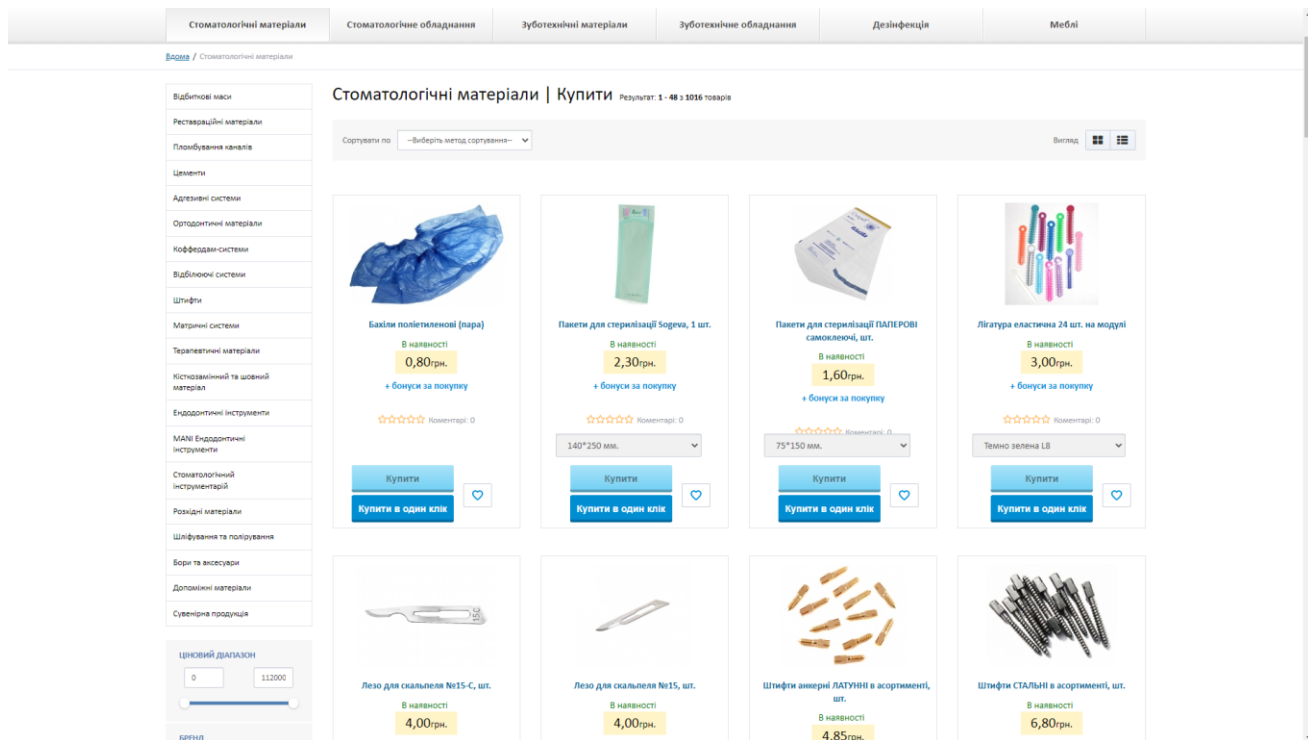 Стоматологічні матеріали
Стоматологічне обладнання
Зуботехнічні матеріали
Зуботехнічне обладнання
Дезінфекція
Меблі
Вдома / Стоматологічні матеріали
Відбиткові маси
Реставраційні матеріали
Пломбування каналів
Цементи
Адгезивні системи
Ортодонтичні матеріали
Коффердам-системи
Відбілюючі системи
Штифти
Матричні системи
Терапевтичні матеріали
Кісткозамінний та шовний
матеріал
Ендодонтичні інструменти
MANI Ендодонтичні
інструменти
Стоматологічний
інструментарій
Розхідні матеріали
Шліфування та полірування
Бори та аксесуари
Допоміжні матеріали
Сувенірна продукція
ЦІНОВИЙ ДІАПАЗОН
0
112000
БРЕНД
Стоматологічні матеріали | Купити Результат: 1 - 48 з 1016 товарів
Сортувати по
--Виберіть метод сортування--
Вигляд
Бахіли поліетиленові (пара)
В наявності
0,80грн.
+ бонуси за покупку
Коментарі: 0
Купити
Купити в один клік
Пакети для стерилізації Sogeva, 1 шт.
В наявності
2,30грн.
+ бонуси за покупку
Коментарі: 0
140*250 мм.
Купити
Купити в один клік
Пакети для стерилізації ПАПЕРОВІ
самоклеючі, шт.
В наявності
1,60грн.
+ бонуси за покупку
Коментарі: 0
75*150 мм.
Купити
Купити в один клік
Лігатура еластична 24 шт. на модулі
В наявності
3,00грн.
+ бонуси за покупку
Коментарі: 0
Темно зелена L8
Купити
Купити в один клік
15C
Лезо для скальпеля №15-С, шт.
В наявності
4,00грн.
Лезо для скальпеля №15, шт.
В наявності
4,00грн.
Штифти анкерні ЛАТУННІ в асортименті,
шт.
В наявності
4,85грн.
Штифти СТАЛЬНІ в асортименті, шт.
В наявності
6,80грн.